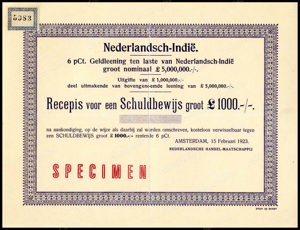 5083
Nederlandsch-Indië.
6 pCt. Geldleening ten laste van Nederlandsch-Indië
groot nominaal £ 5,000,000.-/-.
Uitgifte van £ 1,000,000.-
deel uitmakende van bovengenoemde leening van £ 5,000,000.-/-.
Recepis voor een Schuldbewijs groot £ 1000.-/-.
na aankondiging, op de wijze als daarbij zal worden omschreven, kosteloos verwisselbaar tegen
een SCHULDBEWIJS groot £ 1000-/- rentende 6 pCt.
AMSTERDAM, 15 Februari 1923.
NEDERLANDSCHE HANDEL-MAATSCHAPPIJ
SPECIMEN